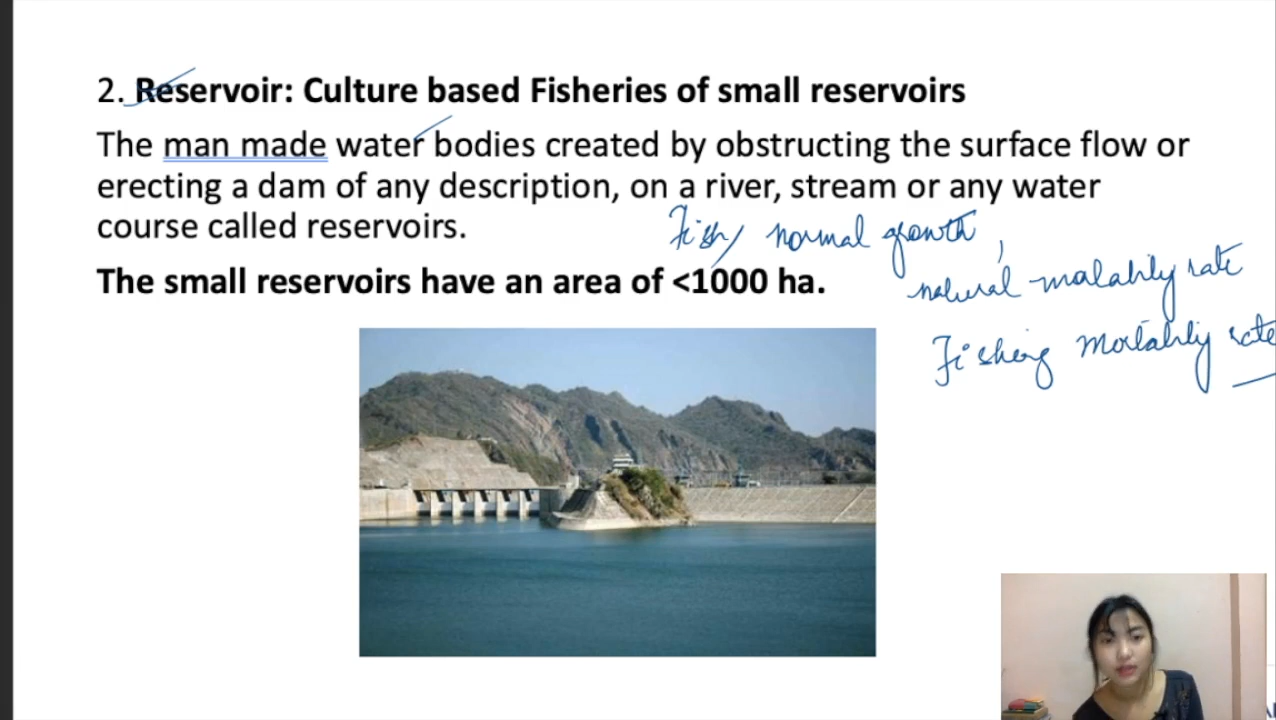 2. Reservoir: Culture based Fisheries of small reservoirs
The man made water bodies created by obstructing the surface flow or
erecting a dam of any description, on a river, stream or any water
course called reservoirs.
Fish, normal growth,
The small reservoirs have an area of <1000 ha.
natural mortality rate
Fishing mortality rate